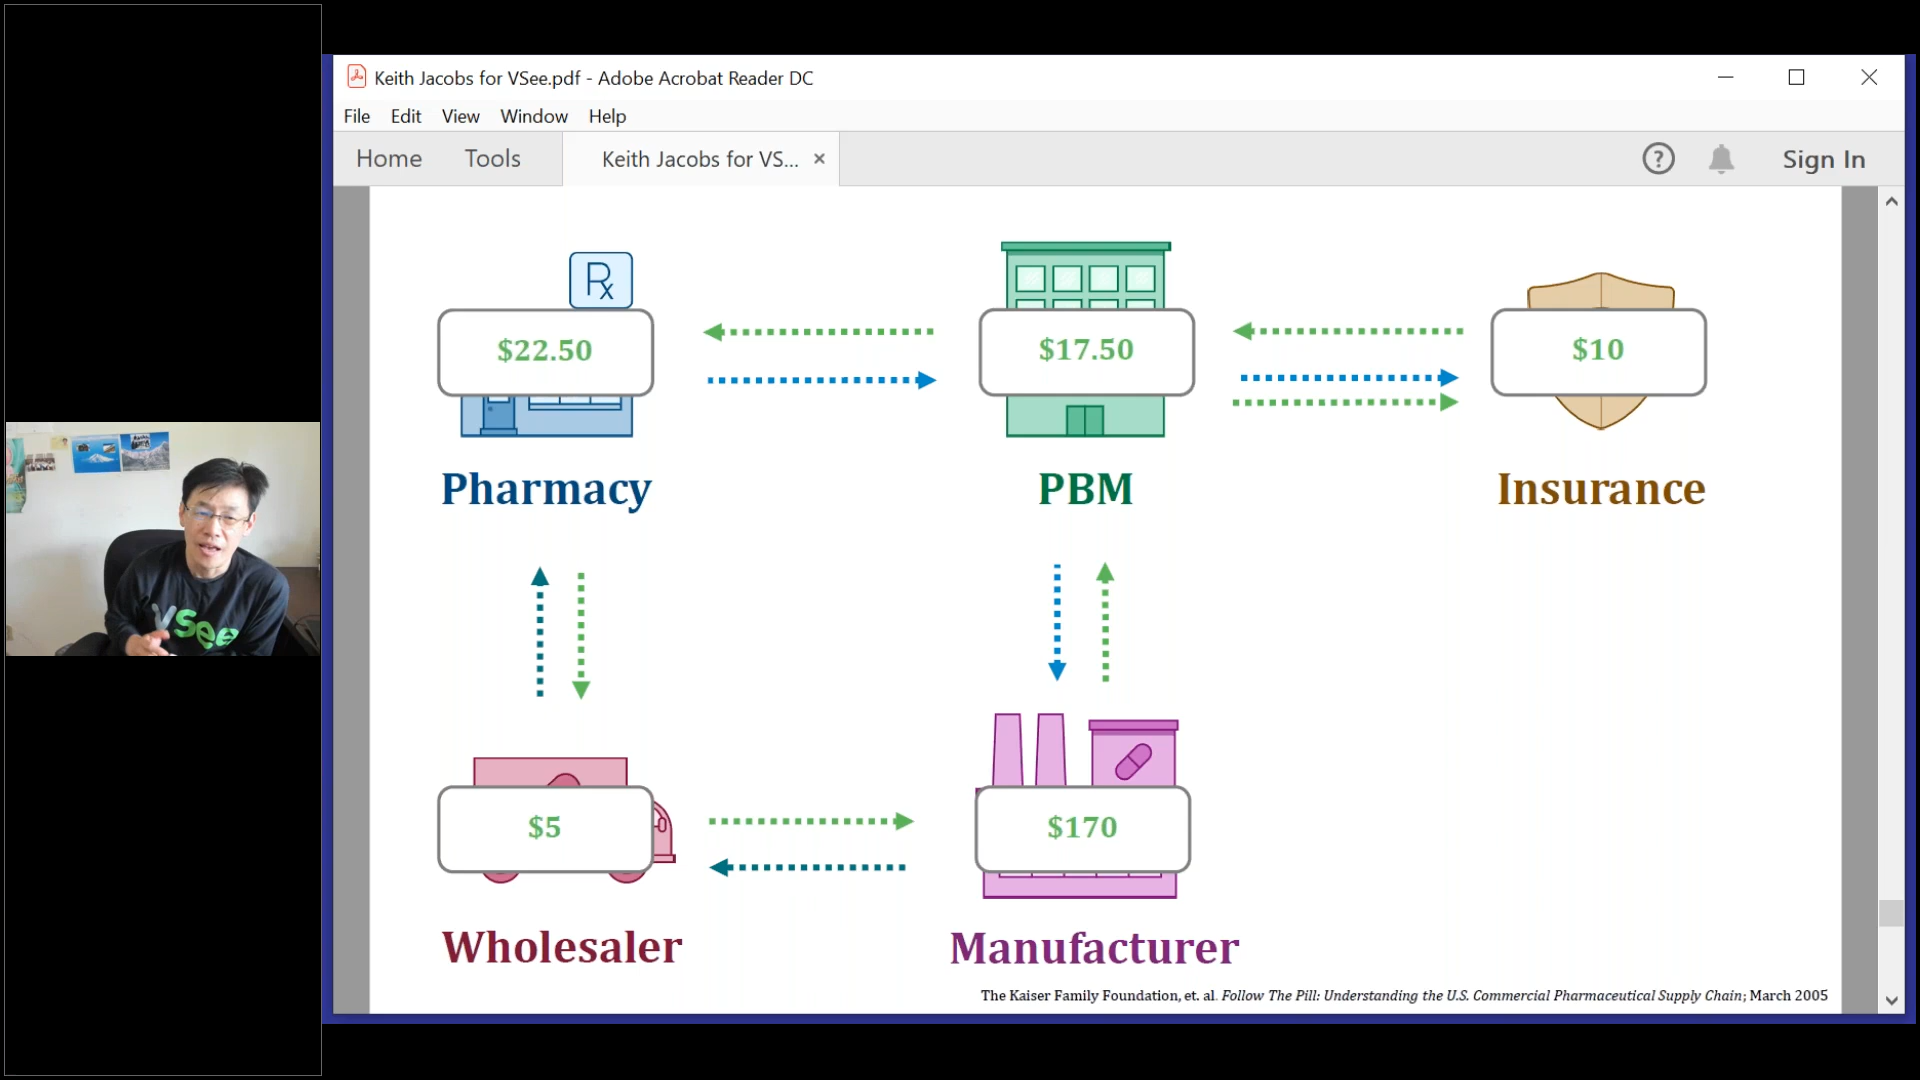 Keith Jacobs for VSee.pdf - Adobe Acrobat Reader DC
File Edit View Window Help
Home Tools Keith Jacobs for VS... Sign In
Rx
$22.50
$17.50
$10
Pharmacy
PBM
Insurance
vsee
$5
$170
Wholesaler
Manufacturer
The Kaiser Family Foundation, et. al. Follow The Pill: Understanding the U.S. Commercial Pharmaceutical Supply Chain; March 2005